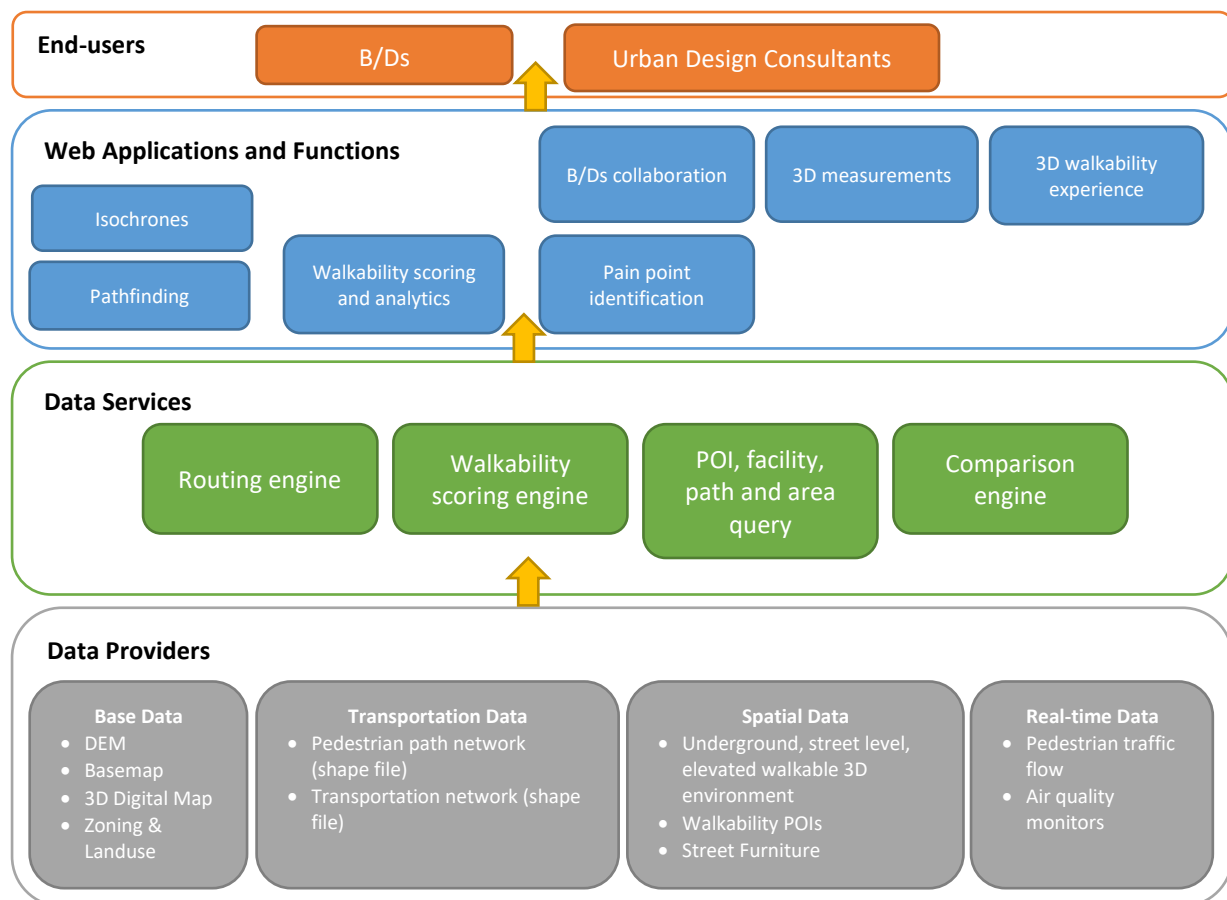 End-users
B/Ds
Urban Design Consultants
Web Applications and Functions
B/Ds collaboration
3D measurements
3D walkability
experience
Isochrones
Pathfinding
Walkability scoring
and analytics
Pain point
identification
Data Services
Routing engine
Walkability
scoring engine
POI, facility,
path and area
query
Comparison
engine
Data Providers
Base Data
• DEM
• Basemap
• 3D Digital Map
• Zoning &
Landuse
Transportation Data
• Pedestrian path network
(shape file)
• Transportation network (shape
file)
Spatial Data
• Underground, street level,
elevated walkable 3D
environment
• Walkability POIs
• Street Furniture
Real-time Data
• Pedestrian traffic
flow
• Air quality
monitors